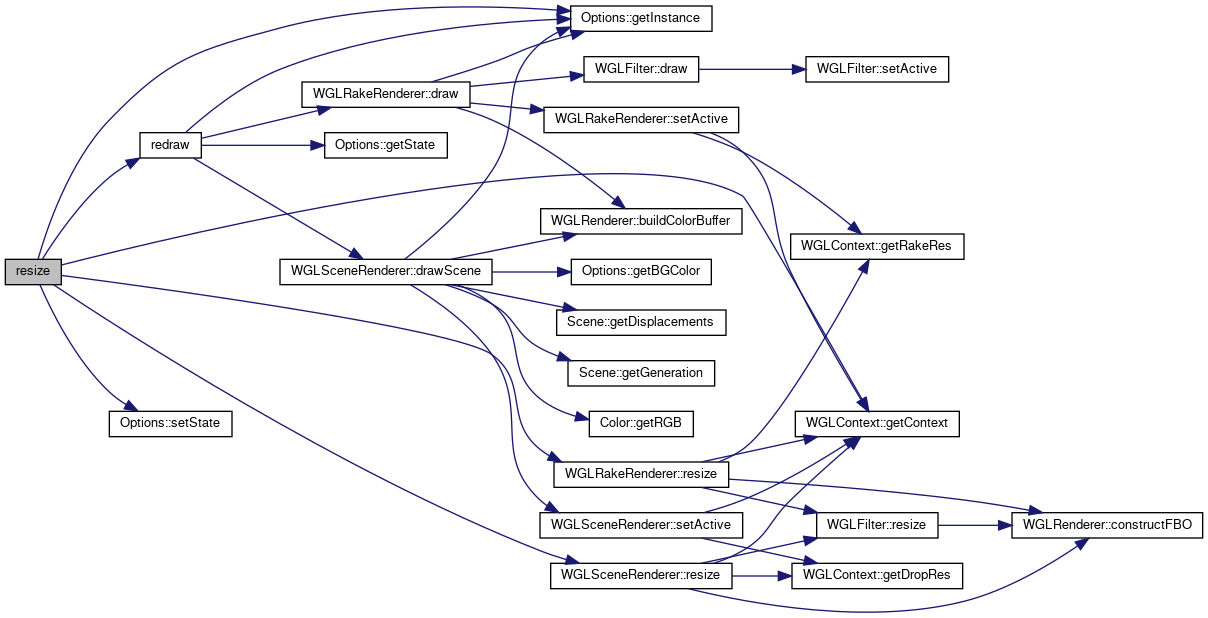 Options::getInstance
WGLFilter::draw
WGLFilter::setActive
WGLRakeRenderer::draw
WGLRakeRenderer::setActive
redraw
Options::getState
WGLRenderer::buildColorBuffer
WGLContext::getRakeRes
resize
WGLSceneRenderer::drawScene
Options::getBGColor
Scene::getDisplacements
Scene::getGeneration
Options::setState
Color::getRGB
WGLContext::getContext
WGLRakeRenderer::resize
WGLSceneRenderer::setActive
WGLFilter::resize
WGLRenderer::constructFBO
WGLSceneRenderer::resize
WGLContext::getDropRes